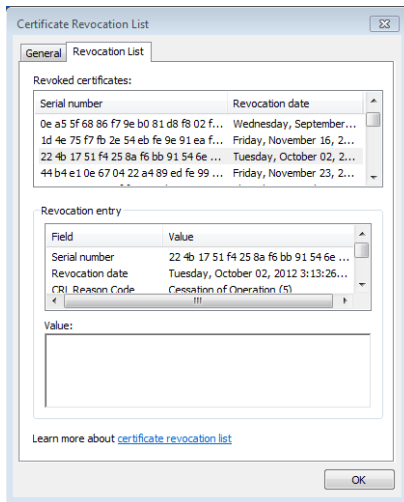 Certificate Revocation List
General Revocation List
Revoked certificates:
Serial number Revocation date
0e a5 5f 68 86 f7 9e b0 81 d8 f8 02 f... Wednesday, September...
1d 4e 75 f7 fb 2e 54 eb fe 9e 91 ea f... Friday, November 16, 2...
22 4b 17 51 f4 25 8a f6 bb 91 54 6e ... Tuesday, October 02, 2...
44 b4 e1 0e 67 04 22 a4 89 ed fe 99 ... Friday, November 23, 2...
Revocation entry
Field Value
Serial number 22 4b 17 51 f4 25 8a f6 bb 91 54 6e ...
Revocation date Tuesday, October 02, 2012 3:13:26...
CRL Reason Code Cessation of Operation (5)
Value:
Learn more about certificate revocation list
OK